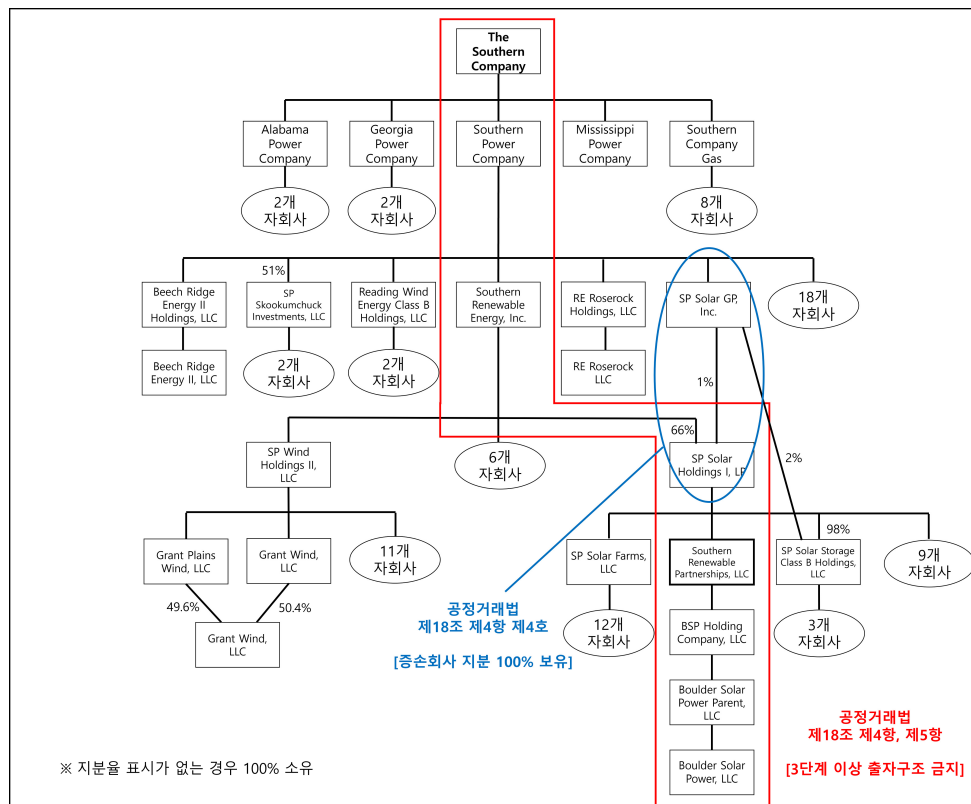 The
Southern
Company
Alabama
Power
Company
Georgia
Power
Company
Southern
Power
Company
Mississippi
Power
Company
Southern
Company
Gas
2개
자회사
2개
자회사
8개
자회사
51%
Beech Ridge
Energy II
Holdings, LLC
SP
Skookumchuck
Investments, LLC
Reading Wind
Energy Class B
Holdings, LLC
Southern
Renewable
Energy, Inc.
RE Roserock
Holdings, LLC
SP Solar GP,
Inc.
18개
자회사
Beech Ridge
Energy II, LLC
2개
자회사
2개
자회사
RE Roserock
LLC
1%
66%
2%
SP Wind
Holdings II,
LLC
6개
자회사
SP Solar
Holdings I, LP
98%
Grant Plains
Wind, LLC
Grant Wind,
LLC
11개
자회사
SP Solar Farms,
LLC
Southern
Renewable
Partnerships, LLC
SP Solar Storage
Class B Holdings,
LLC
9개
자회사
49.6%
50.4%
Grant Wind,
LLC
12개
자회사
BSP Holding
Company, LLC
3개
자회사
공정거래법
제18조 제4항 제4호
[증손회사 지분 100% 보유]
Boulder Solar
Power Parent,
LLC
Boulder Solar
Power, LLC
공정거래법
제18조 제4항, 제5항
[3단계 이상 출자구조 금지]
※ 지분율 표시가 없는 경우 100% 소유